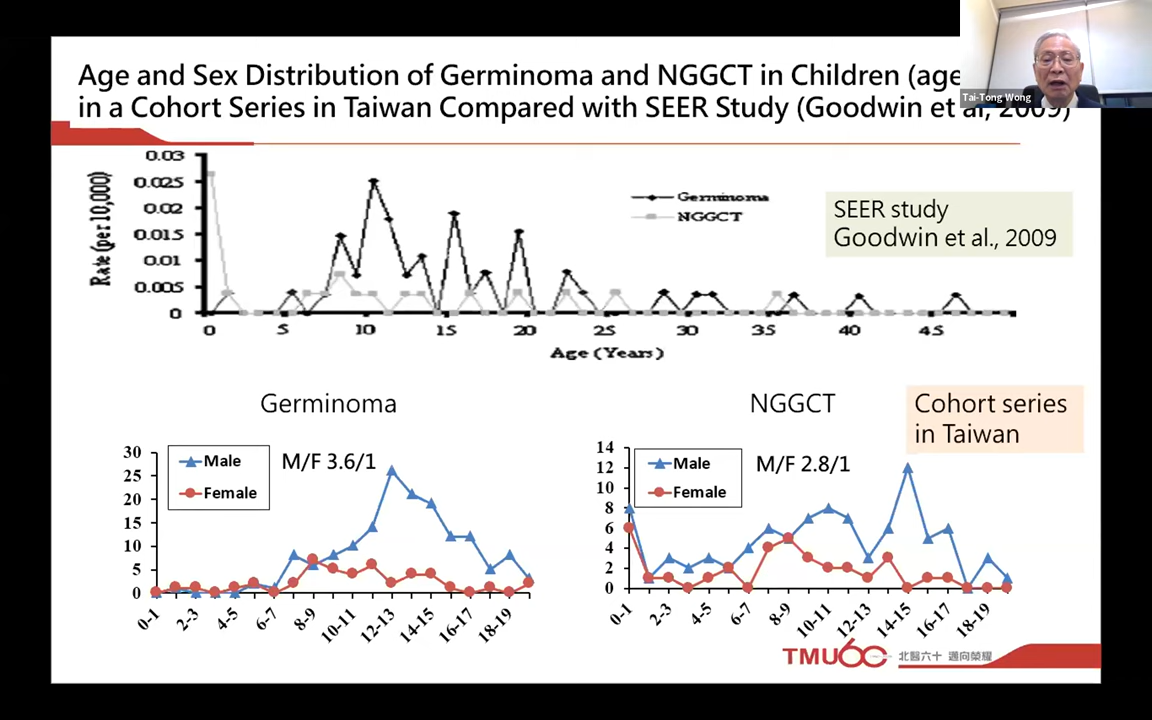 Age and Sex Distribution of Germinoma and NGGCT in Children (age
in a Cohort Series in Taiwan Compared with SEER Study (Goodwin et al, 2009)
Tai-Tong Wong
0.03
0.025
0.02
0.015
0.01
0.005
0
Rate (per 10,000)
Germinoma
NGGCT
SEER study
Goodwin et al., 2009
0 5 10 15 20 25 30 35 40 45
Age (Years)
Germinoma
M/F 3.6/1
Male
Female
30
25
20
15
10
5
0
0-1 2-3 4-5 6-7 8-9 10-11 12-13 14-15 16-17 18-19
NGGCT
Cohort series
in Taiwan
M/F 2.8/1
Male
Female
14
12
10
8
6
4
2
0
0-1 2-3 4-5 6-7 8-9 10-11 12-13 14-15 16-17 18-19
TMU60 北醫六十 邁向榮耀